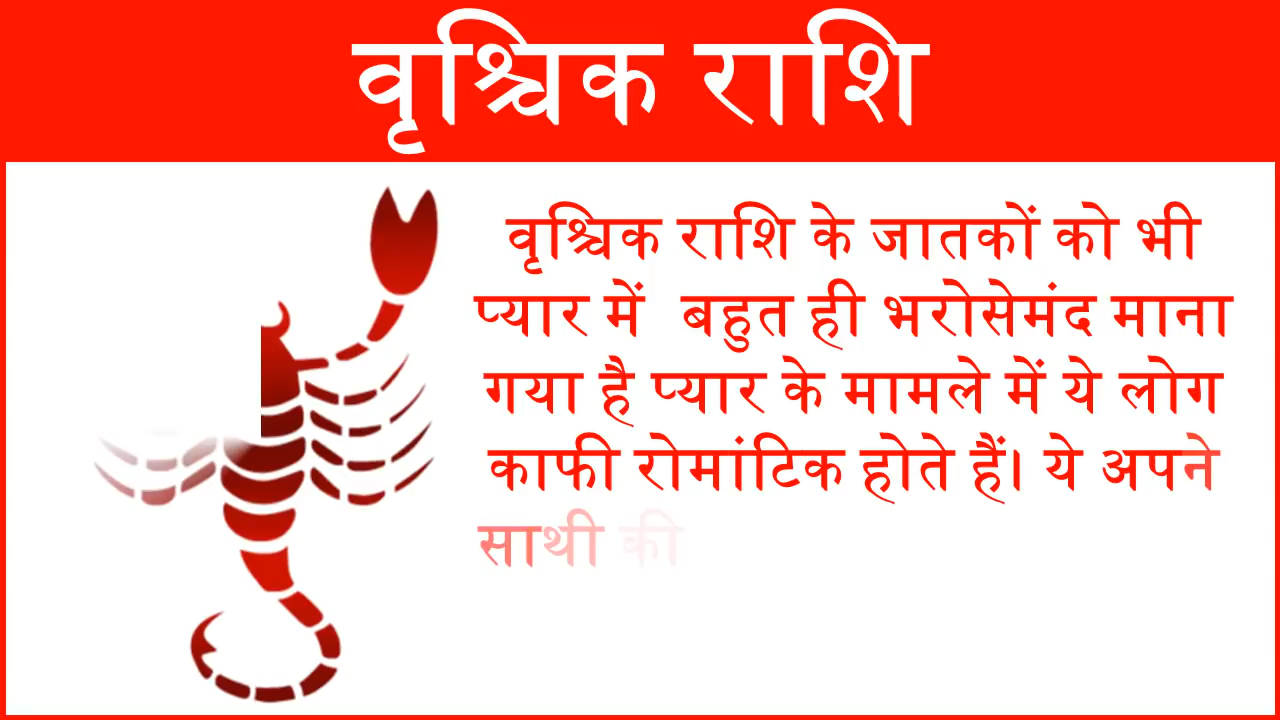 वृश्चिक राशि
वृश्चिक राशि के जातकों को भी
प्यार में बहुत ही भरोसेमंद माना
गया है प्यार के मामले में ये लोग
काफी रोमांटिक होते हैं। ये अपने
साथी की